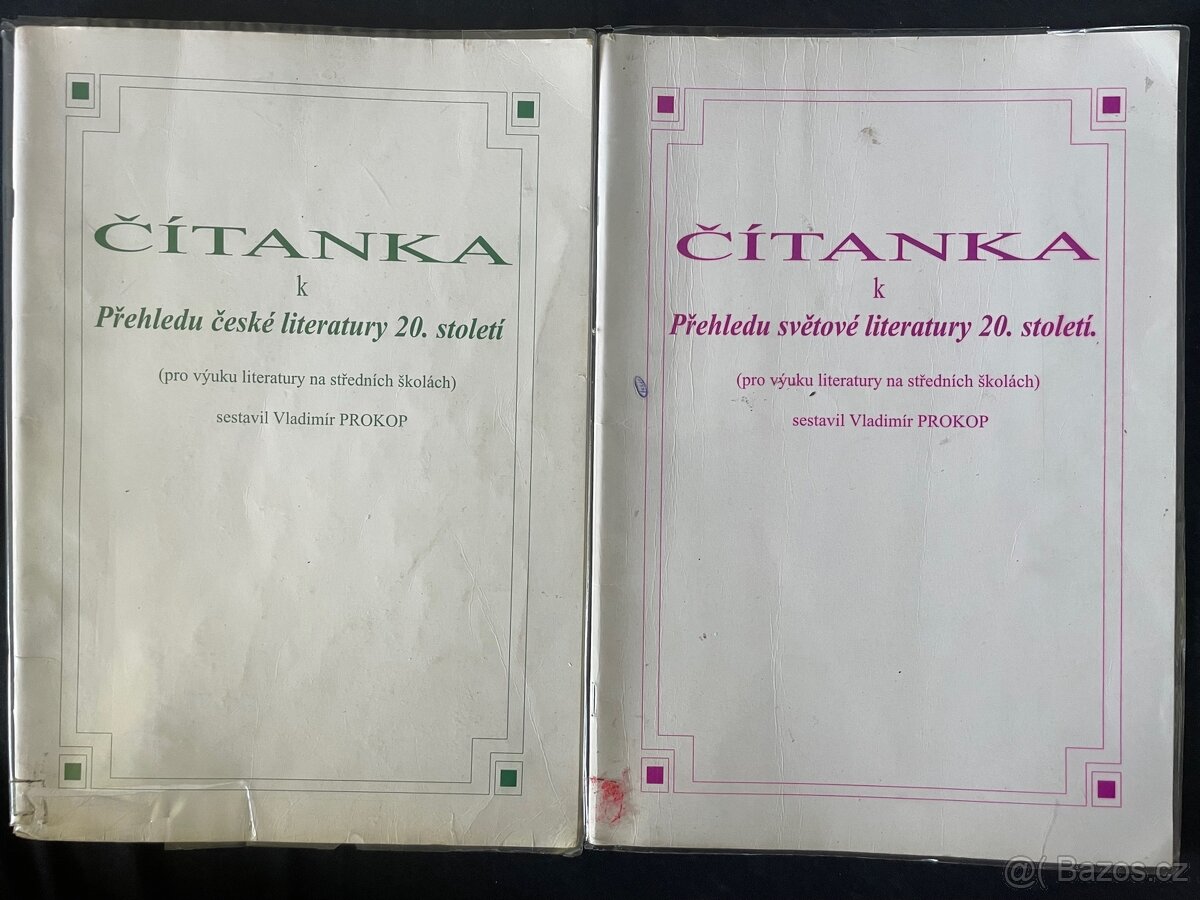 ČÍTANKA
k
Přehledu české literatury 20. století
(pro výuku literatury na středních školách)
sestavil Vladimír PROKOP
ČÍTANKA
k
Přehledu světové literatury 20. století.
(pro výuku literatury na středních školách)
sestavil Vladimír PROKOP
@( Bazos.cz